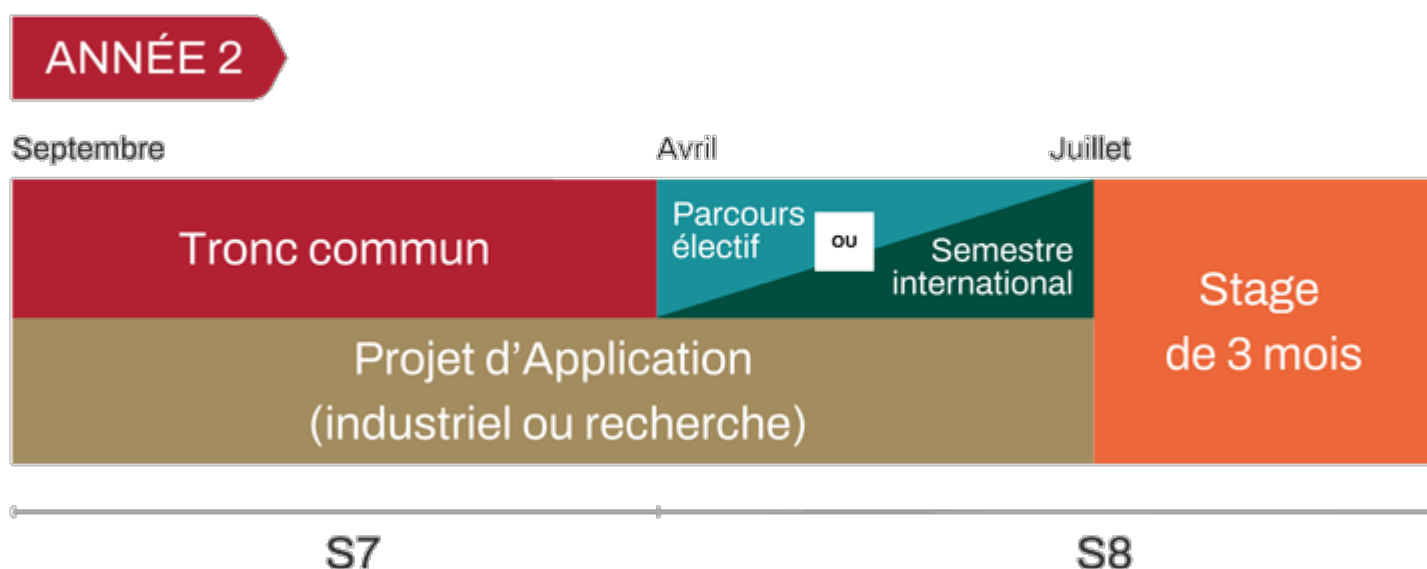 ANNÉE 2
Septembre
Avril
Juillet
Tronc commun
Parcours
électif
OU
Semestre
international
Stage
de 3 mois
Projet d'Application
(industriel ou recherche)
S7
S8